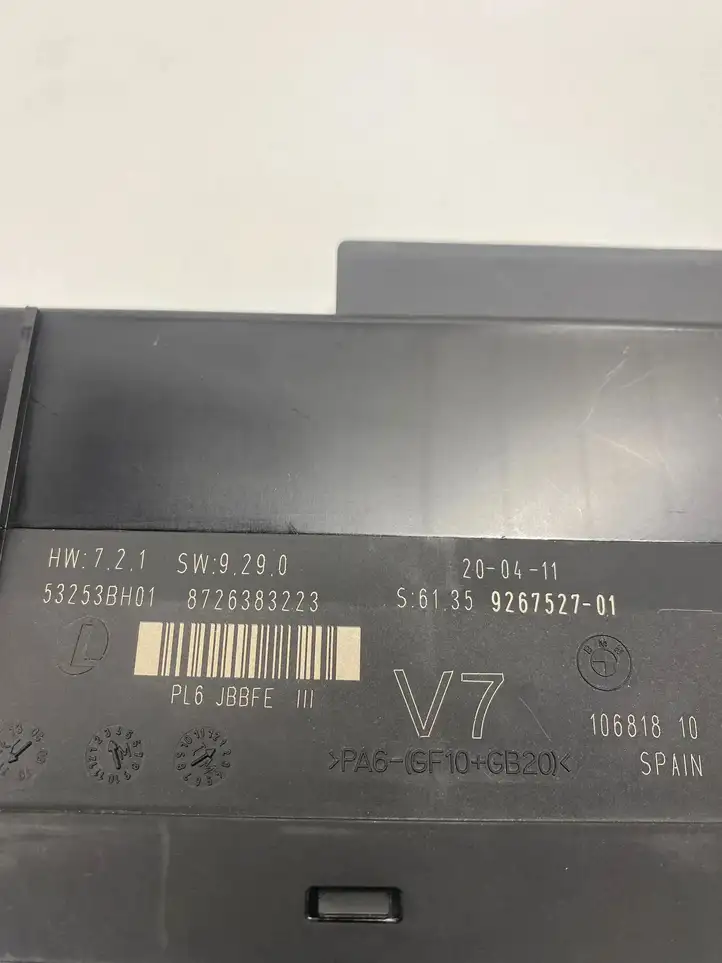 HW:7.2.1 SW:9.29.0 20-04-11
53253BH01 8726383223 S:61.35 9267527-01
BMW
PL6 JBBFE III
V7
106818 10
>PA6-(GF10+GB20)<
SPAIN